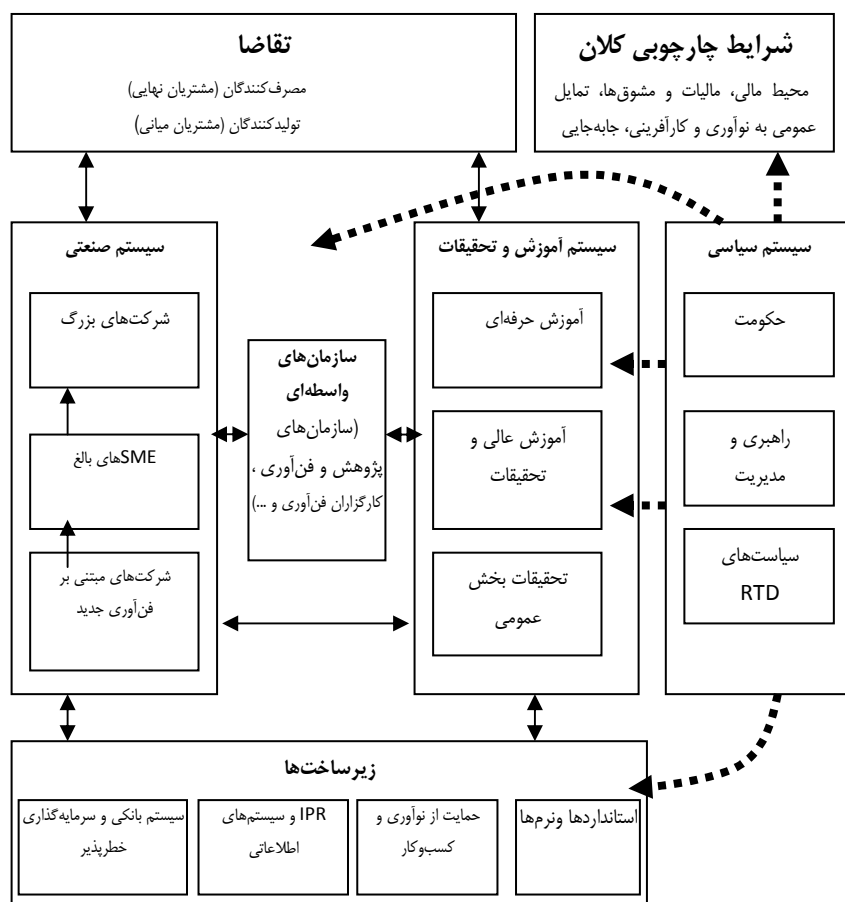 شرایط چارچوبی کلان
محیط مالی، مالیات و مشوق‌ها، تمایل
عمومی به نوآوری و کارآفرینی، جابه‌جایی
تقاضا
مصرف‌کنندگان (مشتریان نهایی)
تولیدکنندگان (مشتریان میانی)
سیستم سیاسی
حکومت
راهبری و
مدیریت
سیاست‌های
RTD
سیستم آموزش و تحقیقات
آموزش حرفه‌ای
آموزش عالی و
تحقیقات
تحقیقات بخش
عمومی
سازمان‌های
واسطه‌ای
(سازمان‌های
پژوهش و فن‌آوری ،
کارگزاران فن‌آوری و ...)
سیستم صنعتی
شرکت‌های بزرگ
SMEهای بالغ
شرکت‌های مبتنی بر
فن‌آوری جدید
زیرساخت‌ها
استانداردها ونرم‌ها
حمایت از نوآوری و
کسب‌وکار
IPR و سیستم‌های
اطلاعاتی
سیستم بانکی و سرمایه‌گذاری
خطرپذیر